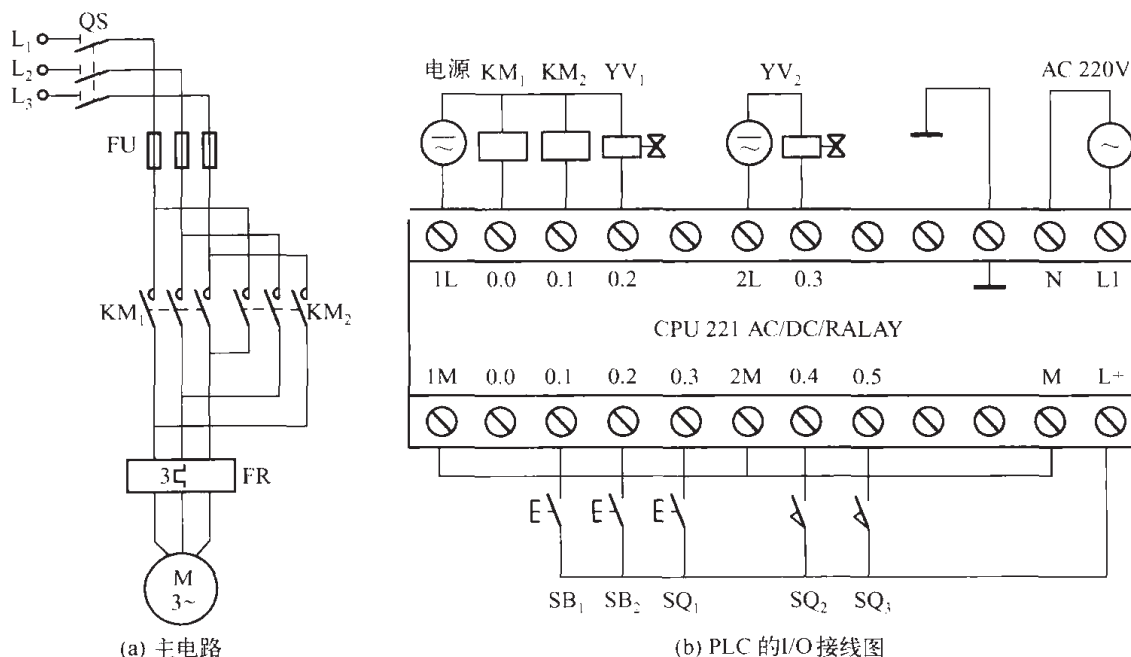 QS
L₁
L₂
L₃
FU
KM₁
KM₂
3
FR
M
3~
(a) 主电路
电源 KM₁ KM₂ YV₁ YV₂ AC 220V
1L 0.0 0.1 0.2 2L 0.3 N L1
CPU 221 AC/DC/RALAY
1M 0.0 0.1 0.2 0.3 2M 0.4 0.5 M L+
SB₁ SB₂ SQ₁ SQ₂ SQ₃
(b) PLC 的I/O 接线图